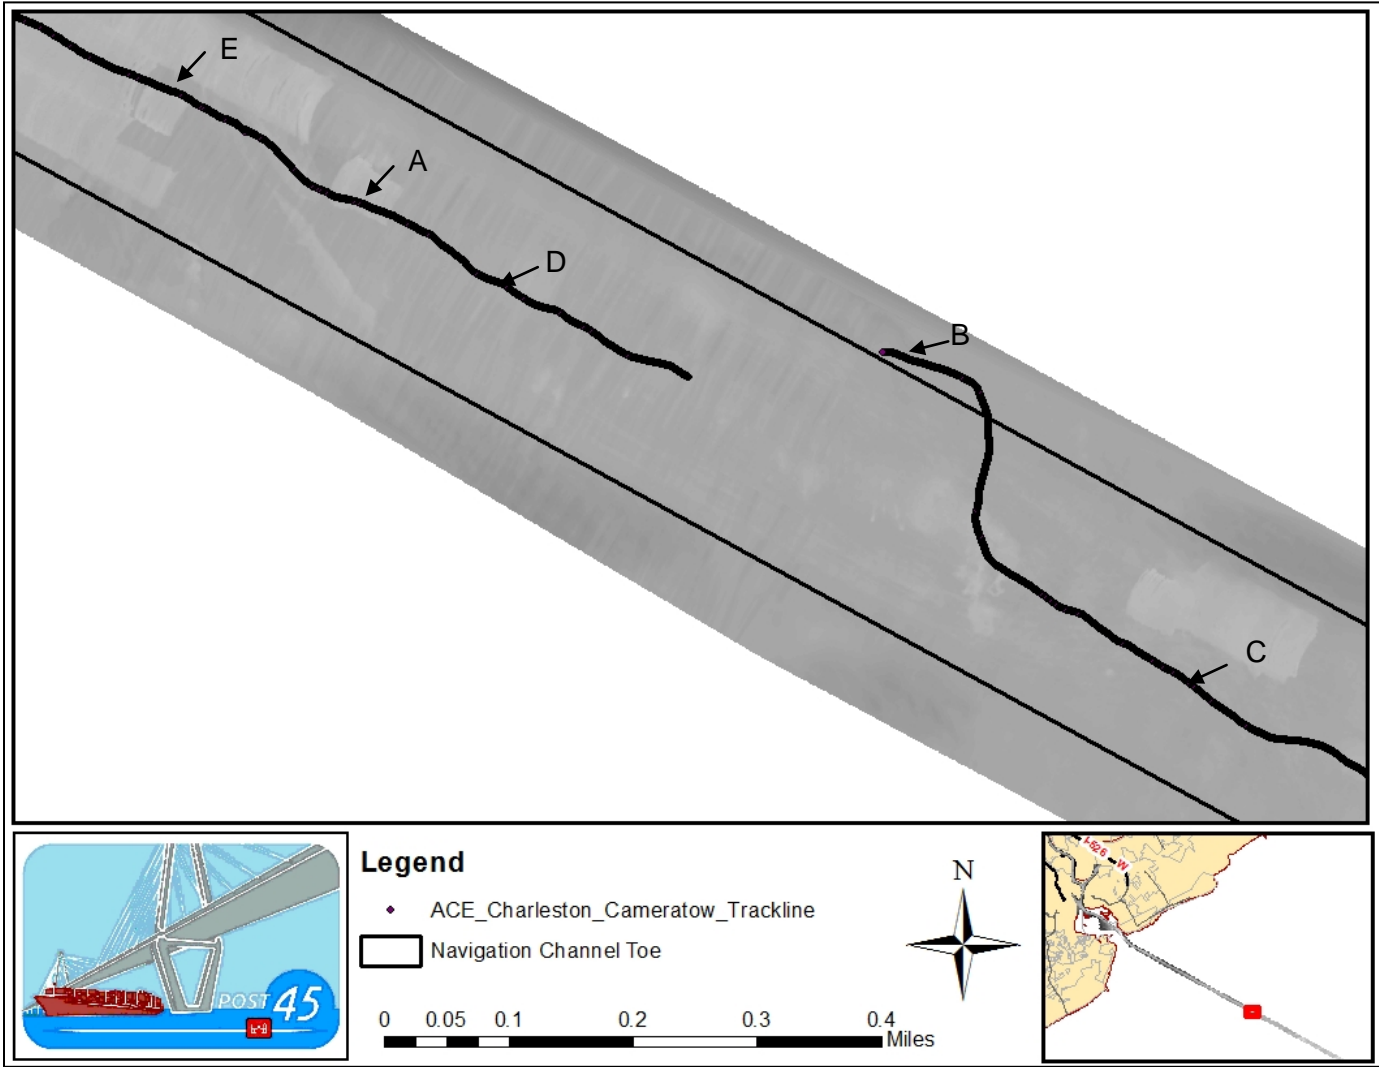 E
A
D
B
C
Legend
ACE_Charleston_Cameratow_Trackline
Navigation Channel Toe
N
POST 45
0 0.05 0.1 0.2 0.3 0.4
Miles
I-526 W